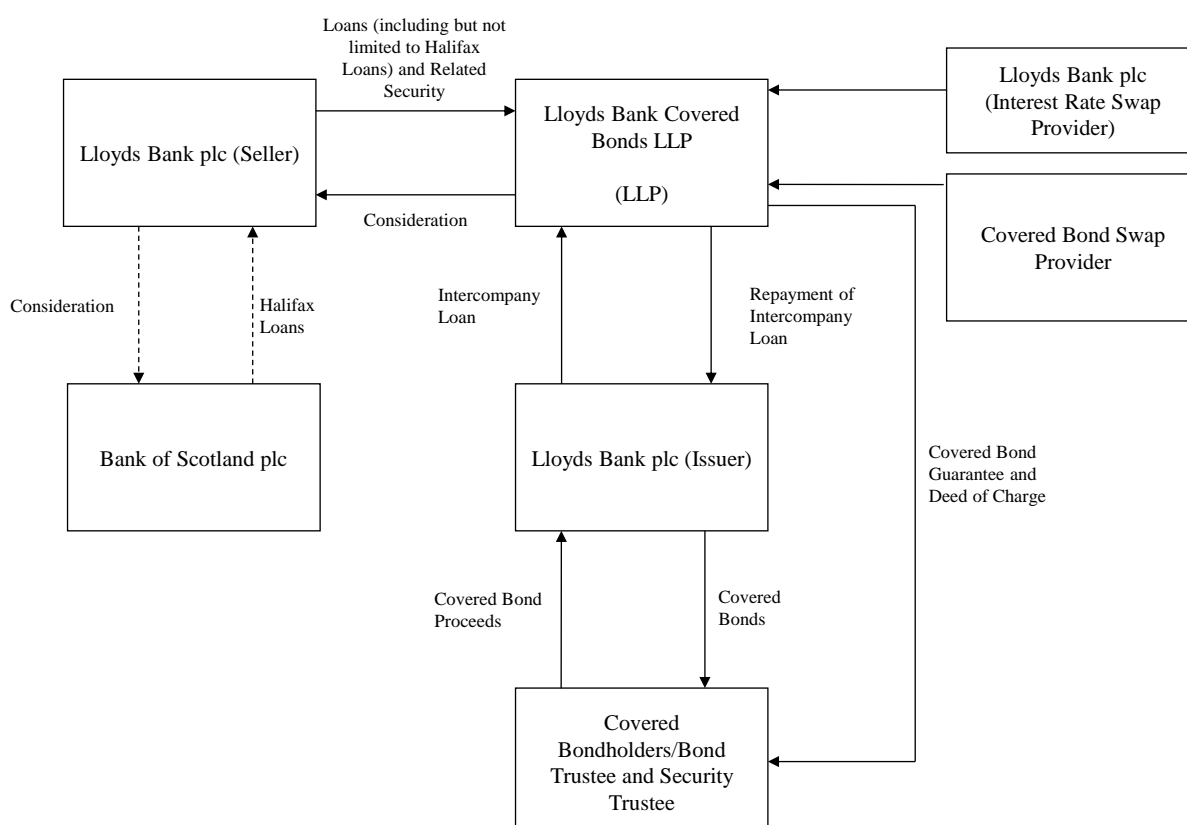 Loans (including but not
limited to Halifax
Loans) and Related
Security
Lloyds Bank plc (Seller)
Lloyds Bank Covered
Bonds LLP
(LLP)
Lloyds Bank plc
(Interest Rate Swap
Provider)
Consideration
Covered Bond Swap
Provider
Consideration
Halifax
Loans
Intercompany
Loan
Repayment of
Intercompany
Loan
Bank of Scotland plc
Lloyds Bank plc (Issuer)
Covered Bond
Guarantee and
Deed of Charge
Covered Bond
Proceeds
Covered
Bonds
Covered
Bondholders/Bond
Trustee and Security
Trustee